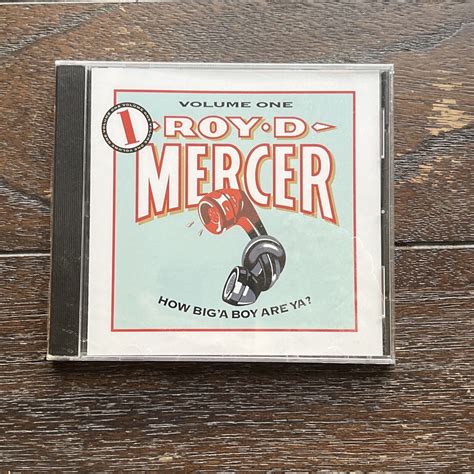 VOLUME ONE
1
ROY·D
MERCER
HOW BIG'A BOY ARE YA?